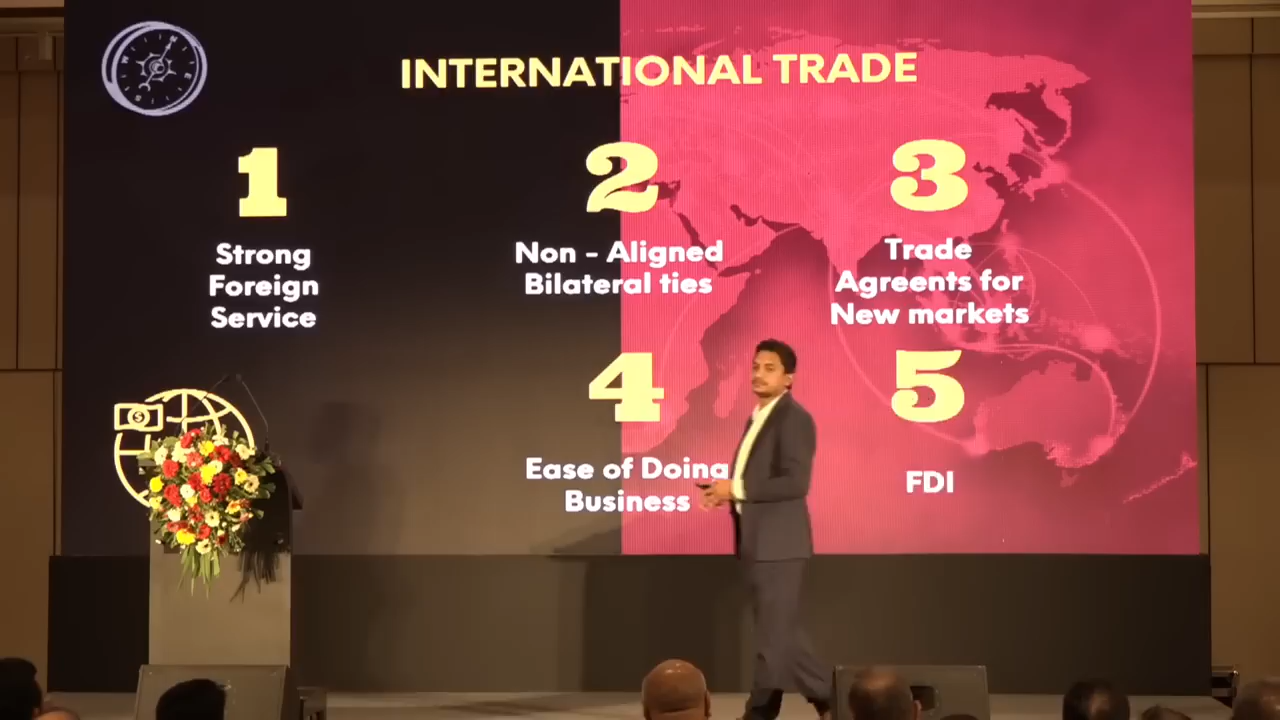 INTERNATIONAL TRADE
1
Strong
Foreign
Service
2
Non - Aligned
Bilateral ties
3
Trade
Agreents for
New markets
4
Ease of Doing
Business
5
FDI